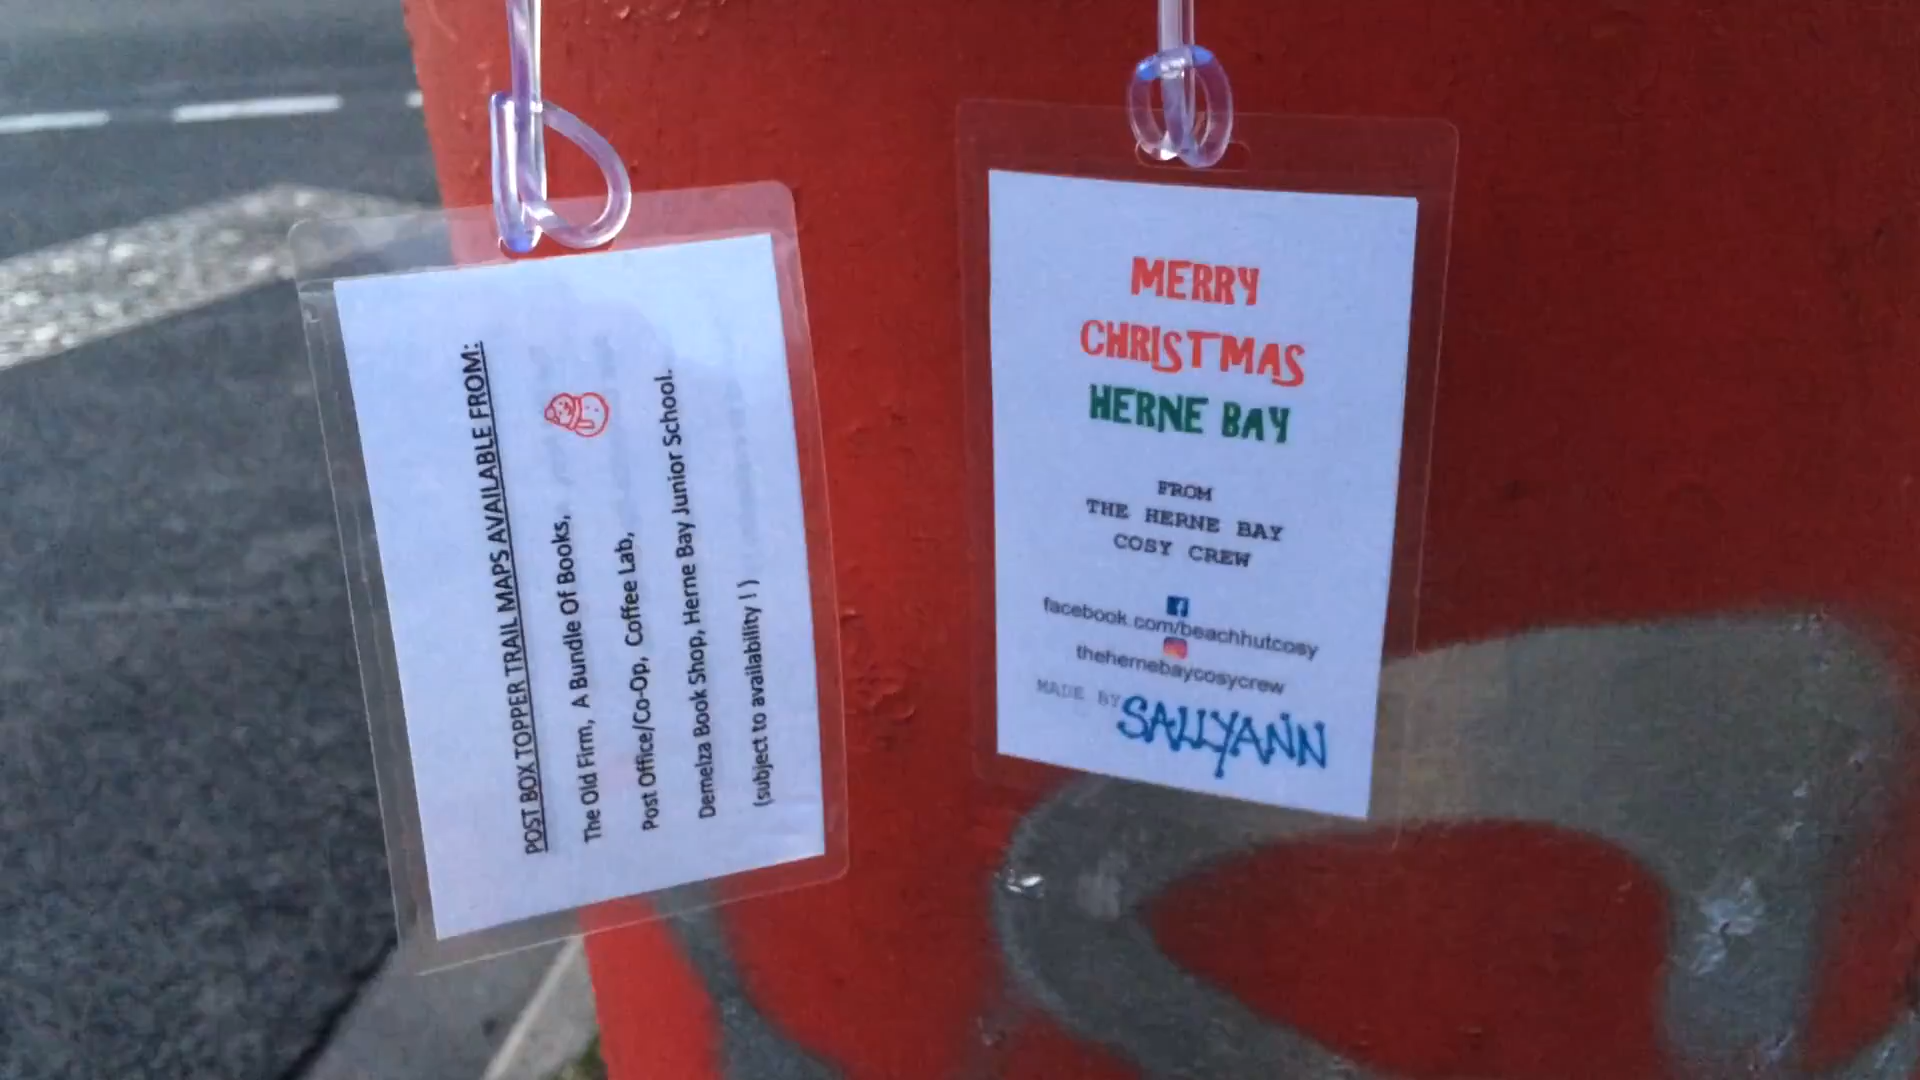 POST BOX TOPPER TRAIL MAPS AVAILABLE FROM:
The Old Firm, A Bundle Of Books,
Post Office/Co-Op, Coffee Lab,
Demelza Book Shop, Herne Bay Junior School.
(subject to availability ! )
MERRY
CHRISTMAS
HERNE BAY
FROM
THE HERNE BAY
COSY CREW
facebook.com/beachhutcosy
thehernebaycosycrew
MADE BY SALLYANN